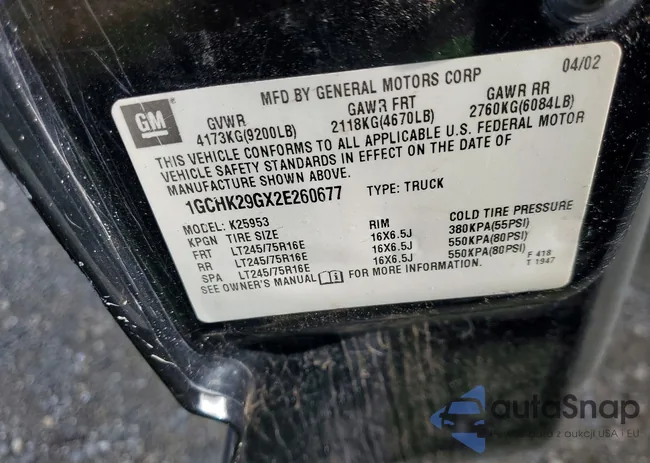 MFD BY GENERAL MOTORS CORP 04/02
GM
GVWR GAWR FRT GAWR RR
4173KG(9200LB) 2118KG(4670LB) 2760KG(6084LB)
THIS VEHICLE CONFORMS TO ALL APPLICABLE U.S. FEDERAL MOTOR
VEHICLE SAFETY STANDARDS IN EFFECT ON THE DATE OF
MANUFACTURE SHOWN ABOVE.
1GCHK29GX2E260677 TYPE: TRUCK
MODEL: K25953
KPGN TIRE SIZE RIM COLD TIRE PRESSURE
FRT LT245/75R16E 16X6.5J 380KPA(55PSI)
RR LT245/75R16E 16X6.5J 550KPA(80PSI)
SPA LT245/75R16E 16X6.5J 550KPA(80PSI)
SEE OWNER'S MANUAL FOR MORE INFORMATION.
F 418
T 1947
autoSnap
auta z aukcji USA i EU